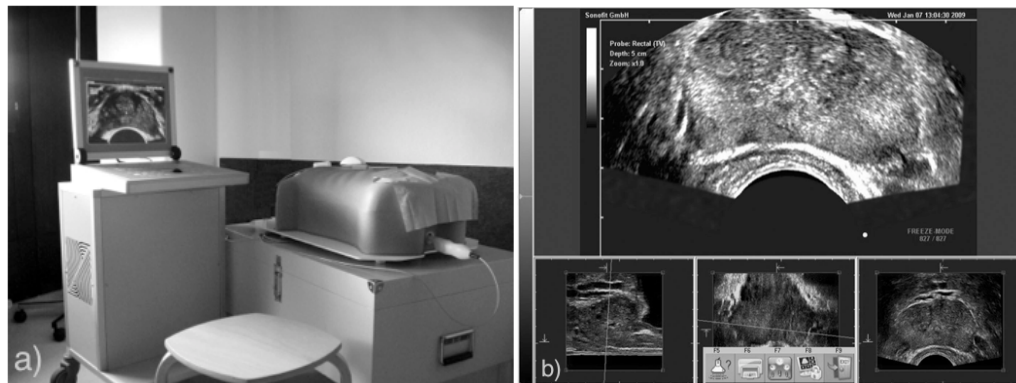 a)
Sonofit GmbH
Wed Jan 07 13:04:30 2009
Probe: Rectal (TV)
Depth: 5 cm
Zoom: x1.0
FREEZE-MODE
027 / 027
F5 F6 F7 F8 F9
b)